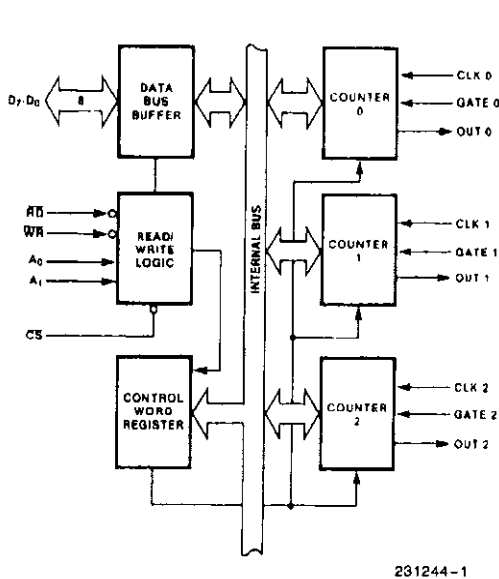 D7-D0
8
DATA
BUS
BUFFER
COUNTER
0
CLK 0
GATE 0
OUT 0
RD
WR
A0
A1
CS
READ/
WRITE
LOGIC
INTERNAL BUS
COUNTER
1
CLK 1
GATE 1
OUT 1
CONTROL
WORD
REGISTER
COUNTER
2
CLK 2
GATE 2
OUT 2
231244-1